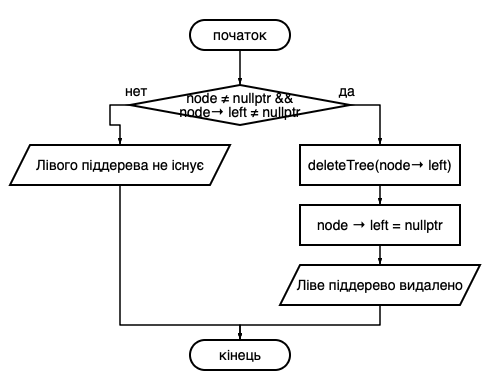 початок
нет
да
node ≠ nullptr &&
node→ left ≠ nullptr
Лівого піддерева не існує
deleteTree(node→ left)
node → left = nullptr
Ліве піддерево видалено
кінець